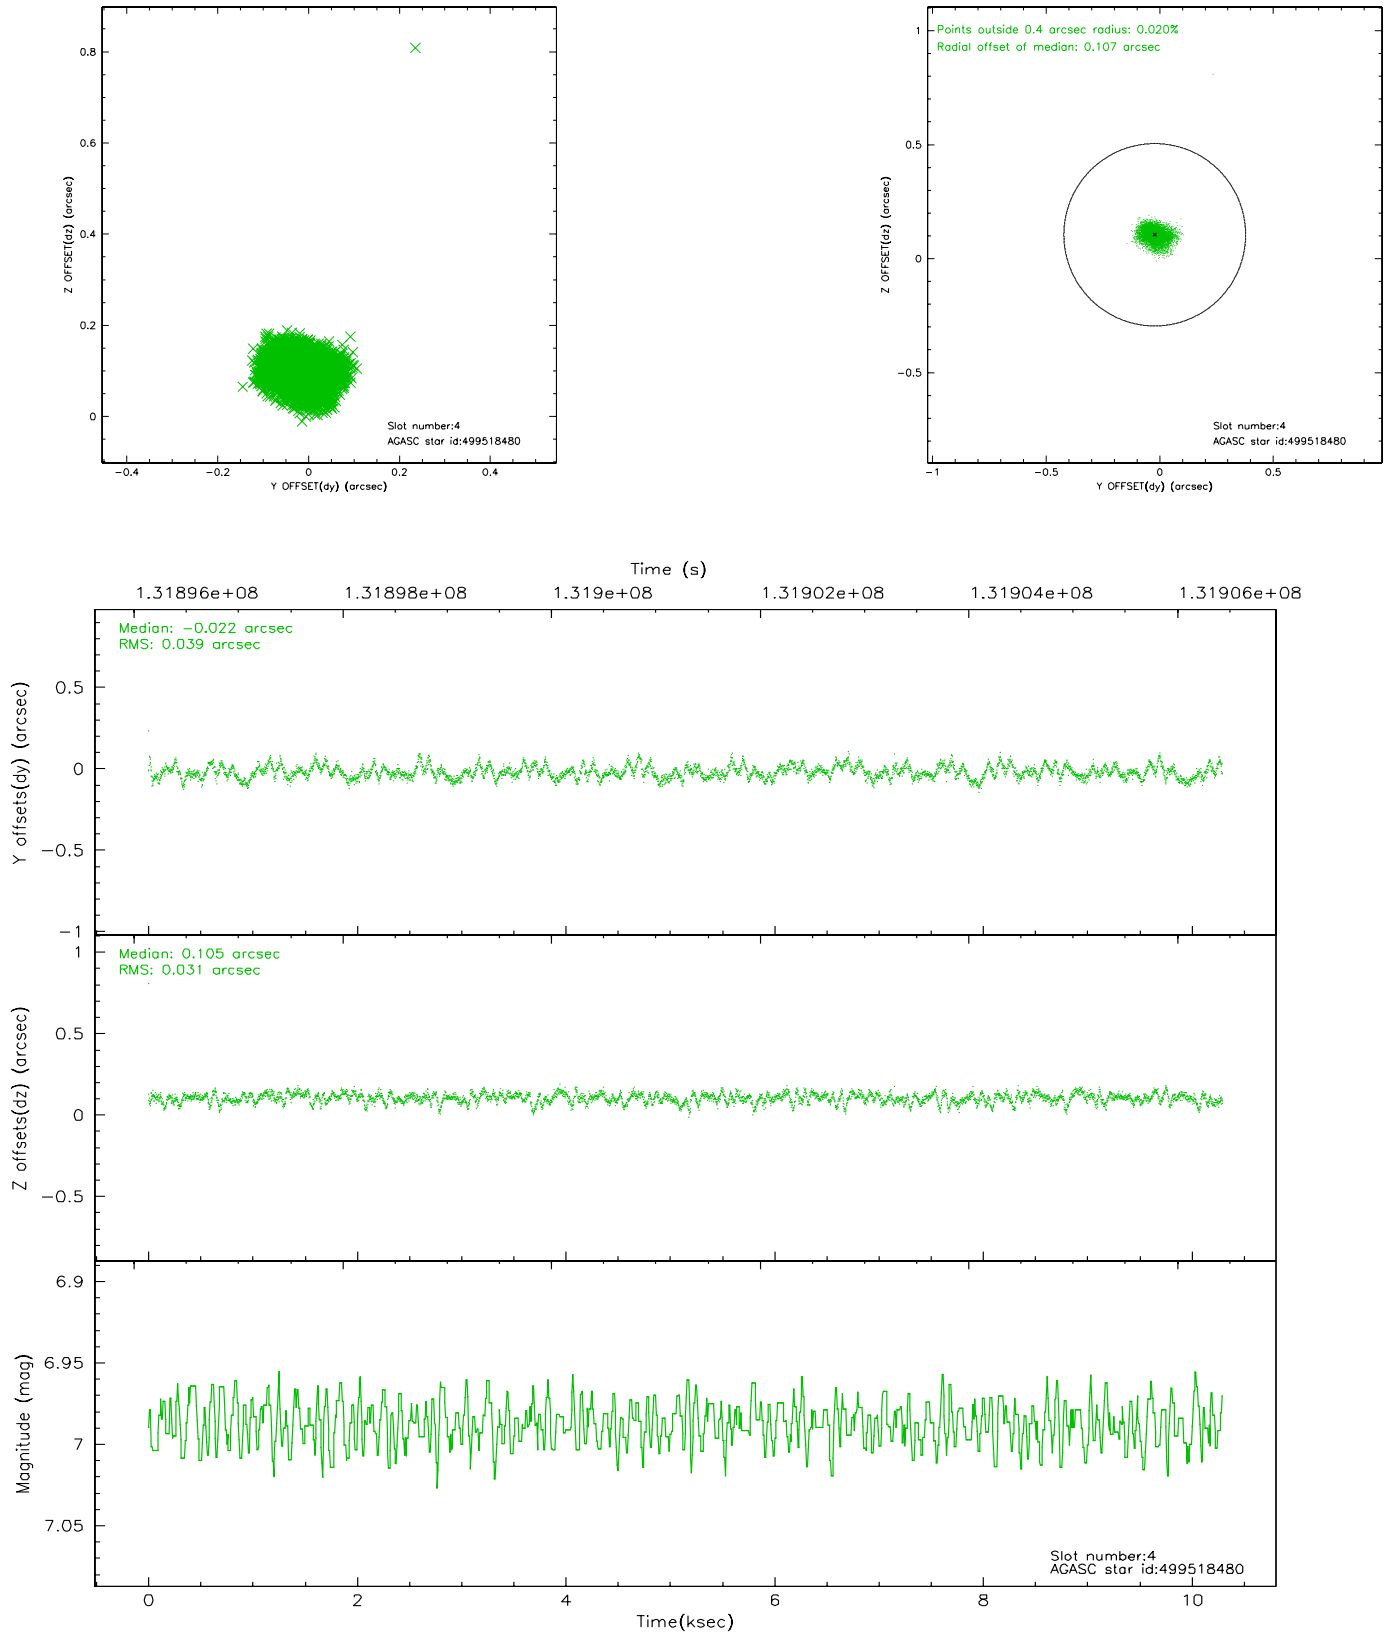 0.8
0.6
0.4
0.2
0
Z OFFSET(dz) (arcsec)
Slot number:4
AGASC star id:499518480
−0.4 −0.2 0 0.2 0.4
Y OFFSET(dy) (arcsec)
Points outside 0.4 arcsec radius: 0.020%
Radial offset of median: 0.107 arcsec
1
0.5
0
−0.5
Z OFFSET(dz) (arcsec)
Slot number:4
AGASC star id:499518480
−1 −0.5 0 0.5
Y OFFSET(dy) (arcsec)
Time (s)
1.31896e+08 1.31898e+08 1.319e+08 1.31902e+08 1.31904e+08 1.31906e+08
Median: −0.022 arcsec
RMS: 0.039 arcsec
0.5
0
−0.5
−1
Y offsets(dy) (arcsec)
Median: 0.105 arcsec
RMS: 0.031 arcsec
1
0.5
0
−0.5
Z offsets(dz) (arcsec)
6.9
6.95
7
7.05
Magnitude (mag)
Slot number:4
AGASC star id:499518480
0 2 4 6 8 10
Time(ksec)